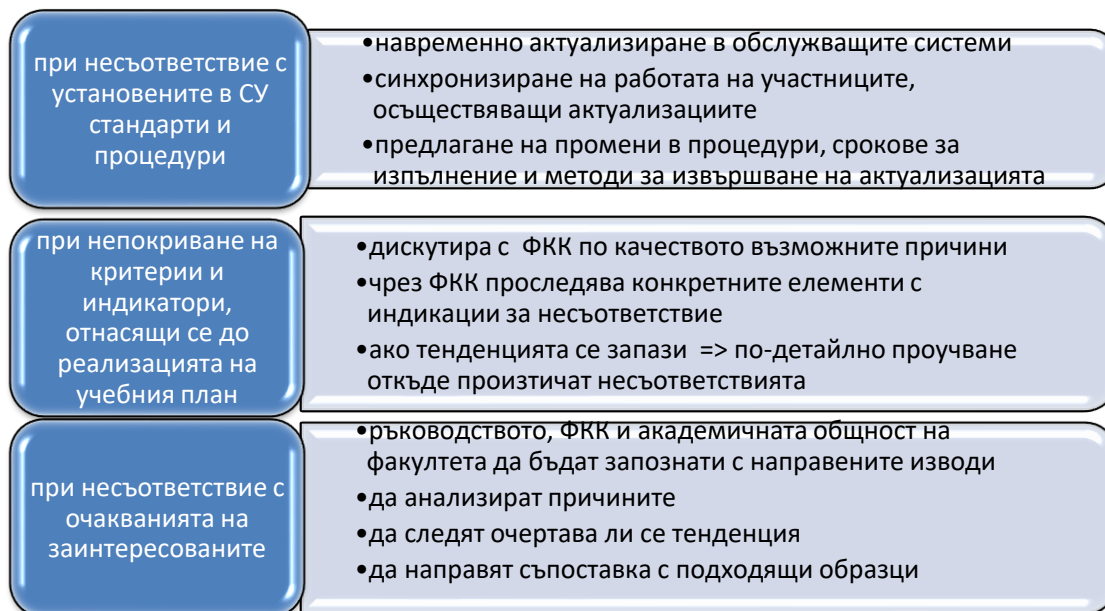 при несъответствие с
установените в СУ
стандарти и
процедури
•навременно актуализиране в обслужващите системи
•синхронизиране на работата на участниците,
осъществяващи актуализациите
•предлагане на промени в процедури, срокове за
изпълнение и методи за извършване на актуализацията
при непокриване на
критерии и
индикатори,
отнасящи се до
реализацията на
учебния план
•дискутира с ФКК по качеството възможните причини
•чрез ФКК проследява конкретните елементи с
индикации за несъответствие
•ако тенденцията се запази => по-детайлно проучване
откъде произтичат несъответствията
при несъответствие с
очакванията на
заинтересованите
•ръководството, ФКК и академичната общност на
факултета да бъдат запознати с направените изводи
•да анализират причините
•да следят очертава ли се тенденция
•да направят съпоставка с подходящи образци